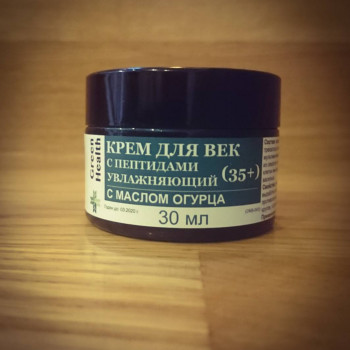 Green
Health
КРЕМ ДЛЯ ВЕК
С ПЕПТИДАМИ
УВЛАЖНЯЮЩИЙ (35+)
С МАСЛОМ ОГУРЦА
30 мл